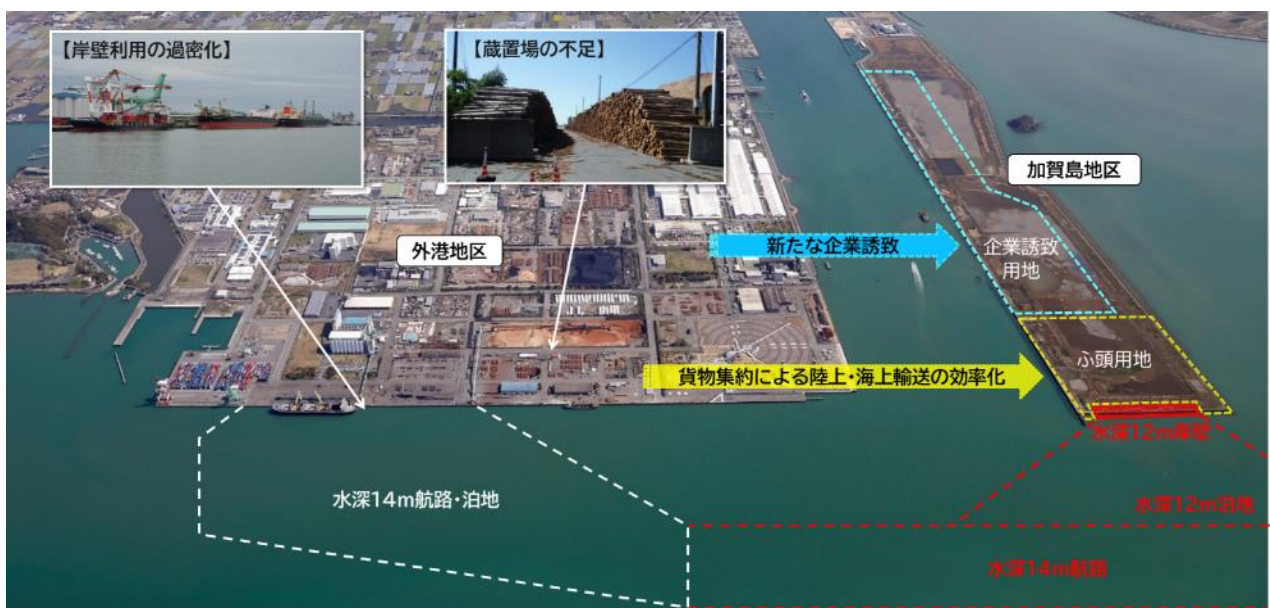 【岸壁利用の過密化】
【蔵置場の不足】
加賀島地区
外港地区
新たな企業誘致
企業誘致
用地
ふ頭用地
貨物集約による陸上・海上輸送の効率化
水深12m岸壁
水深14m航路・泊地
水深12m泊地
水深14m航路